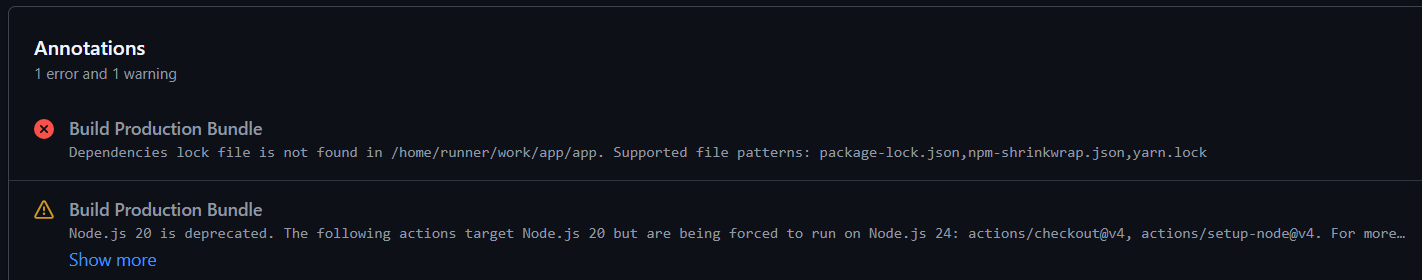 Annotations
1 error and 1 warning
Build Production Bundle
Dependencies lock file is not found in /home/runner/work/app/app. Supported file patterns: package-lock.json,npm-shrinkwrap.json,yarn.lock
Build Production Bundle
Node.js 20 is deprecated. The following actions target Node.js 20 but are being forced to run on Node.js 24: actions/checkout@v4, actions/setup-node@v4. For more…
Show more